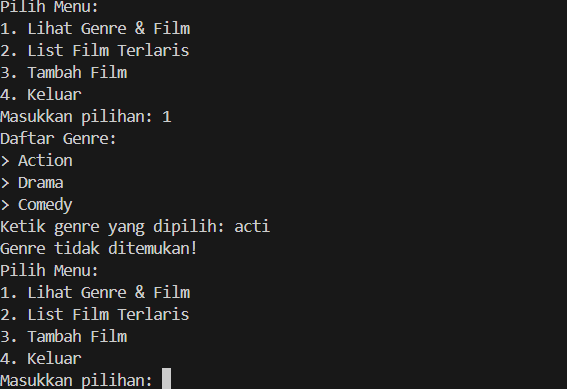 Pilih Menu:
1. Lihat Genre & Film
2. List Film Terlaris
3. Tambah Film
4. Keluar
Masukkan pilihan: 1
Daftar Genre:
> Action
> Drama
> Comedy
Ketik genre yang dipilih: acti
Genre tidak ditemukan!
Pilih Menu:
1. Lihat Genre & Film
2. List Film Terlaris
3. Tambah Film
4. Keluar
Masukkan pilihan: